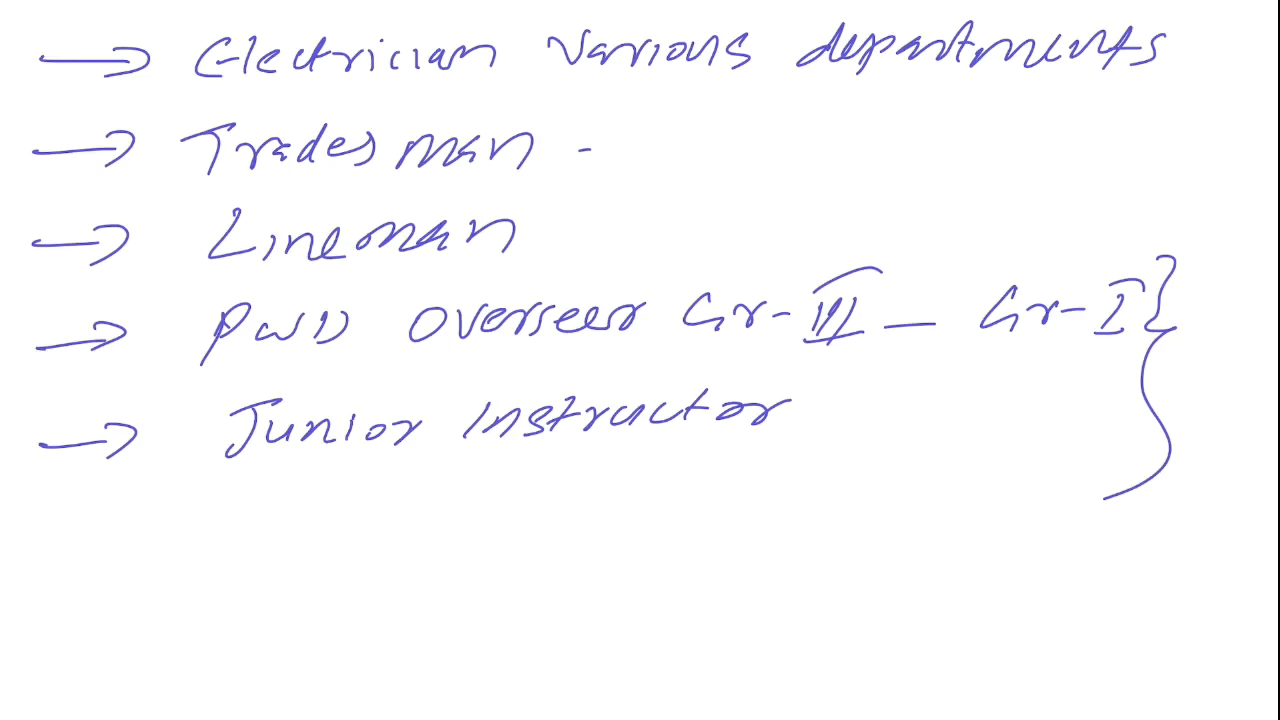 → Electrician various departments
→ Tradesman -
→ Lineman
→ PWD Overseer Gr-III — Gr-I }
→ Junior Instructor